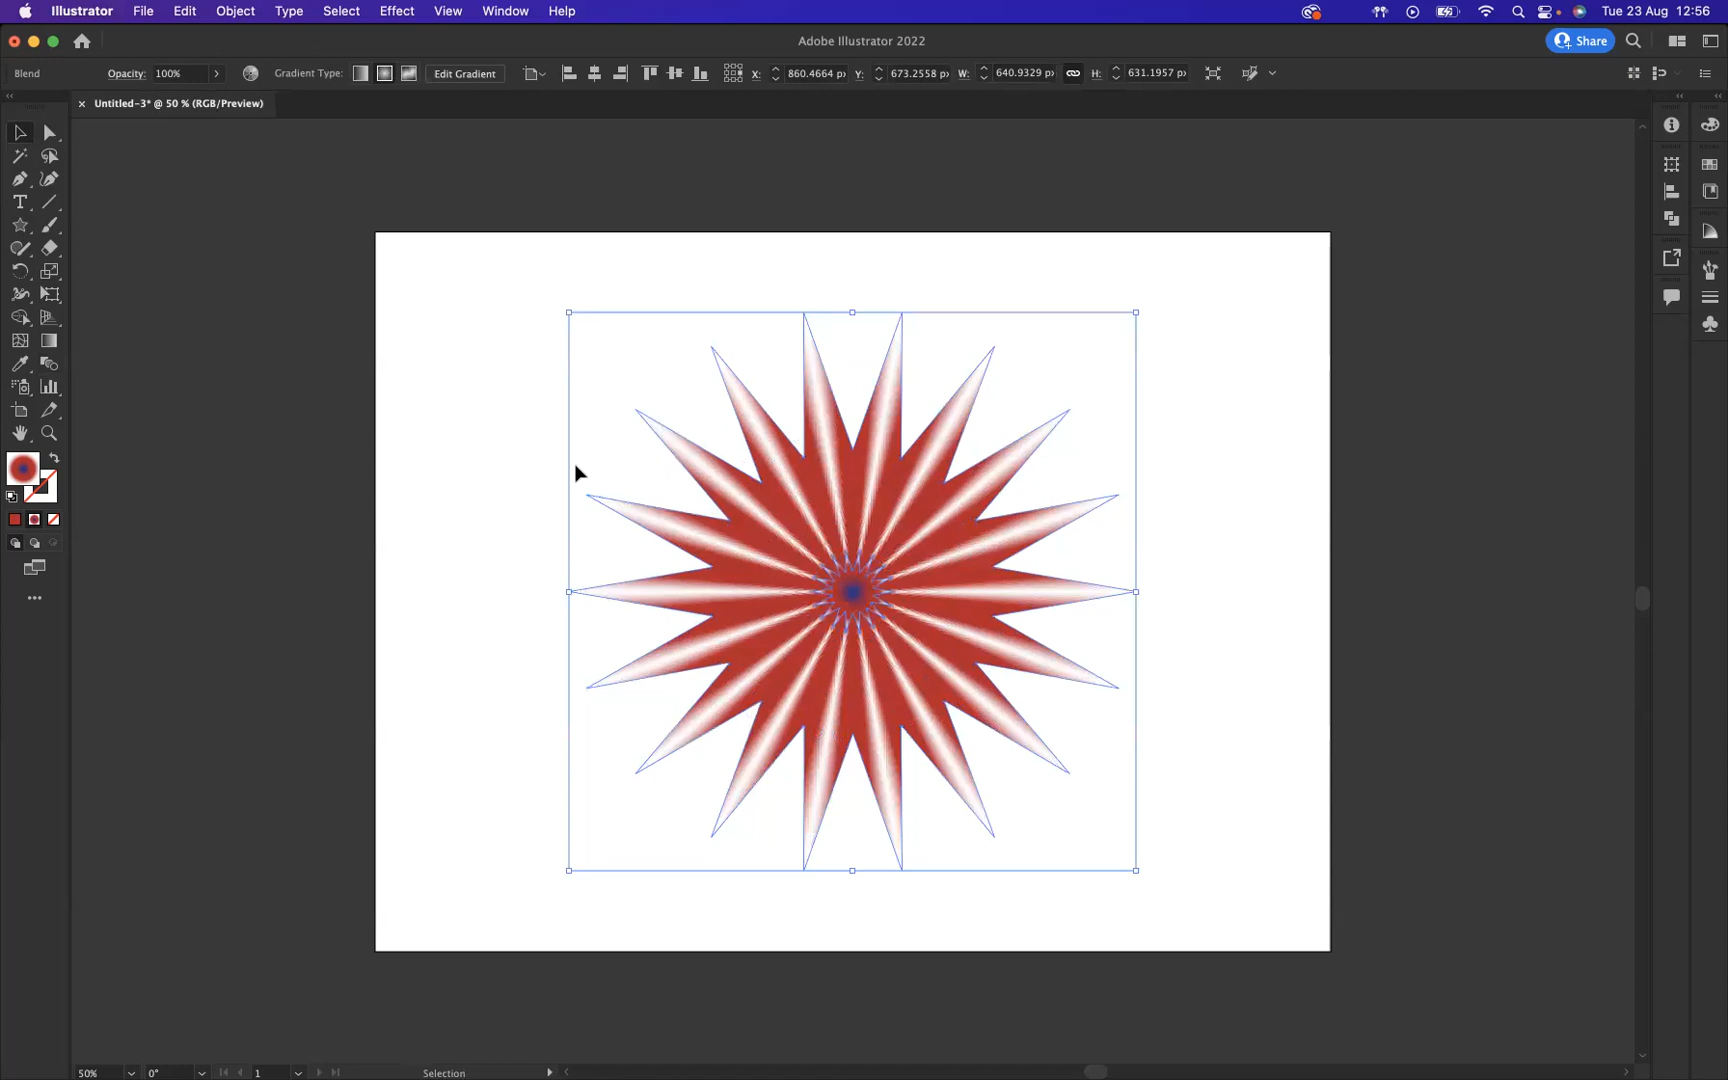 Illustrator File Edit Object Type Select Effect View Window Help Tue 23 Aug 12:56
Adobe Illustrator 2022 Share
Blend Opacity: 100% Gradient Type: Edit Gradient X: 860.4664 px Y: 673.2558 px W: 640.9329 px H: 631.1957 px
× Untitled-3* @ 50 % (RGB/Preview)
50% 0° 1 Selection